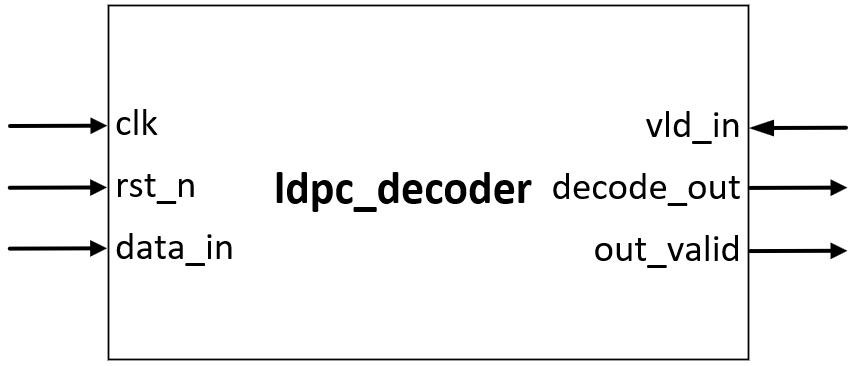 clk
rst_n
data_in
ldpc_decoder
vld_in
decode_out
out_valid